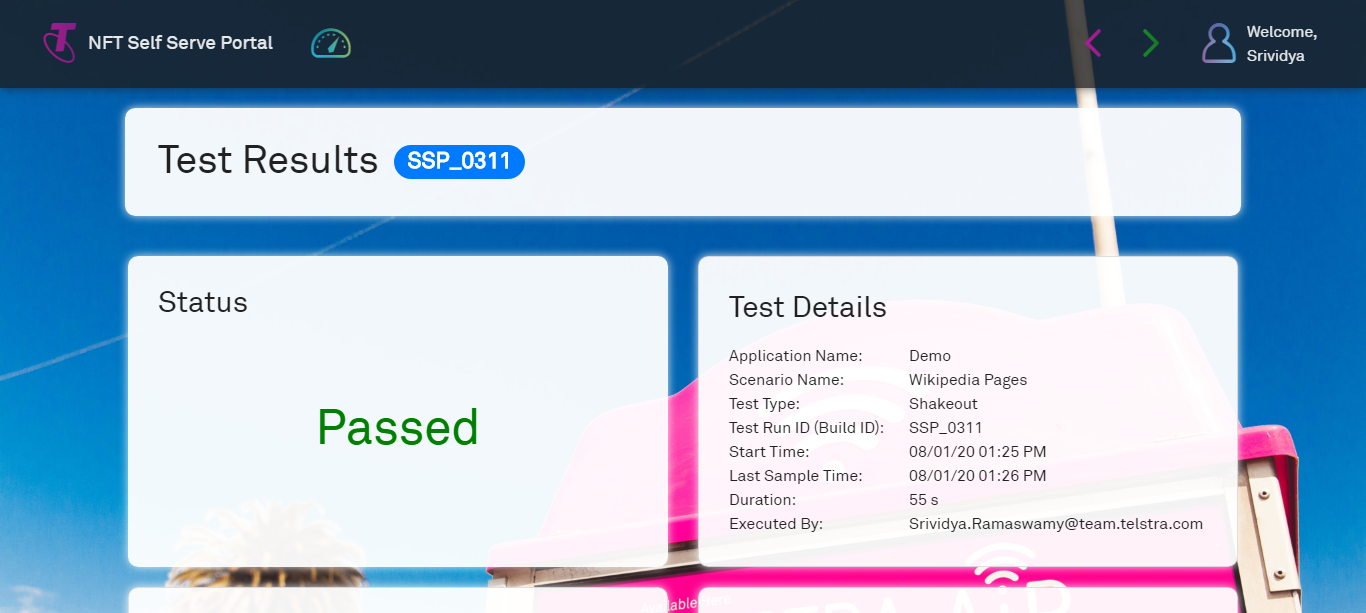 NFT Self Serve Portal
Welcome,
Srividya
Test Results SSP_0311
Status
Passed
Test Details
Application Name: Demo
Scenario Name: Wikipedia Pages
Test Type: Shakeout
Test Run ID (Build ID): SSP_0311
Start Time: 08/01/20 01:25 PM
Last Sample Time: 08/01/20 01:26 PM
Duration: 55 s
Executed By: Srividya.Ramaswamy@team.telstra.com
Available Here